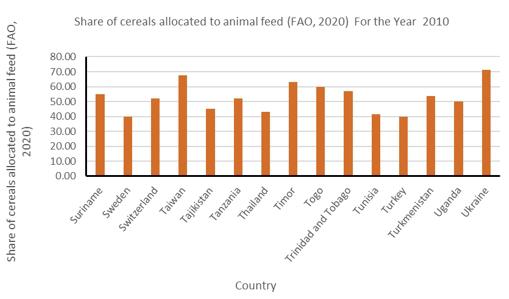 Share of cereals allocated to animal feed (FAO, 2020)  For the Year  2010
Share of cereals allocated to animal feed (FAO,
2020)
80.00
70.00
60.00
50.00
40.00
30.00
20.00
10.00
0.00
Suriname
Sweden
Switzerland
Taiwan
Tajikistan
Tanzania
Thailand
Timor
Togo
Trinidad and Tobago
Tunisia
Turkey
Turkmenistan
Uganda
Ukraine
Country